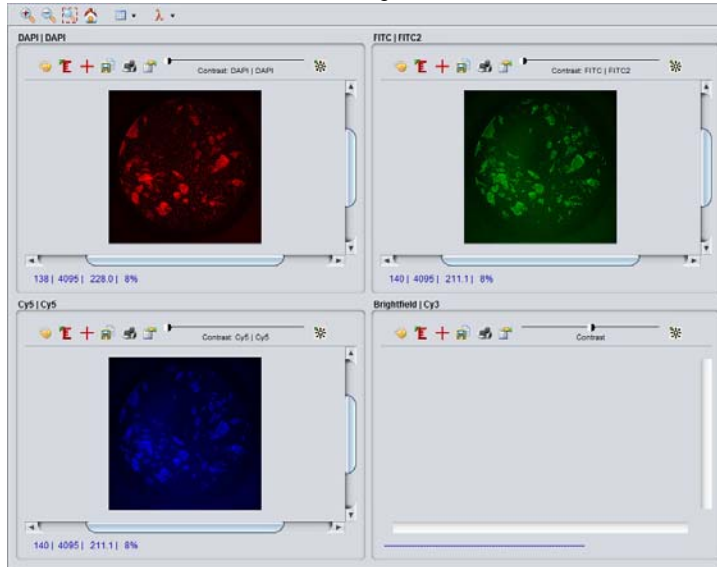 DAPI | DAPI
Contrast: DAPI | DAPI
138 | 4095 | 228.0 | 8%
FITC | FITC2
Contrast: FITC | FITC2
140 | 4095 | 211.1 | 8%
Cy5 | Cy5
Contrast: Cy5 | Cy5
140 | 4095 | 211.1 | 8%
Brightfield | Cy3
Contrast